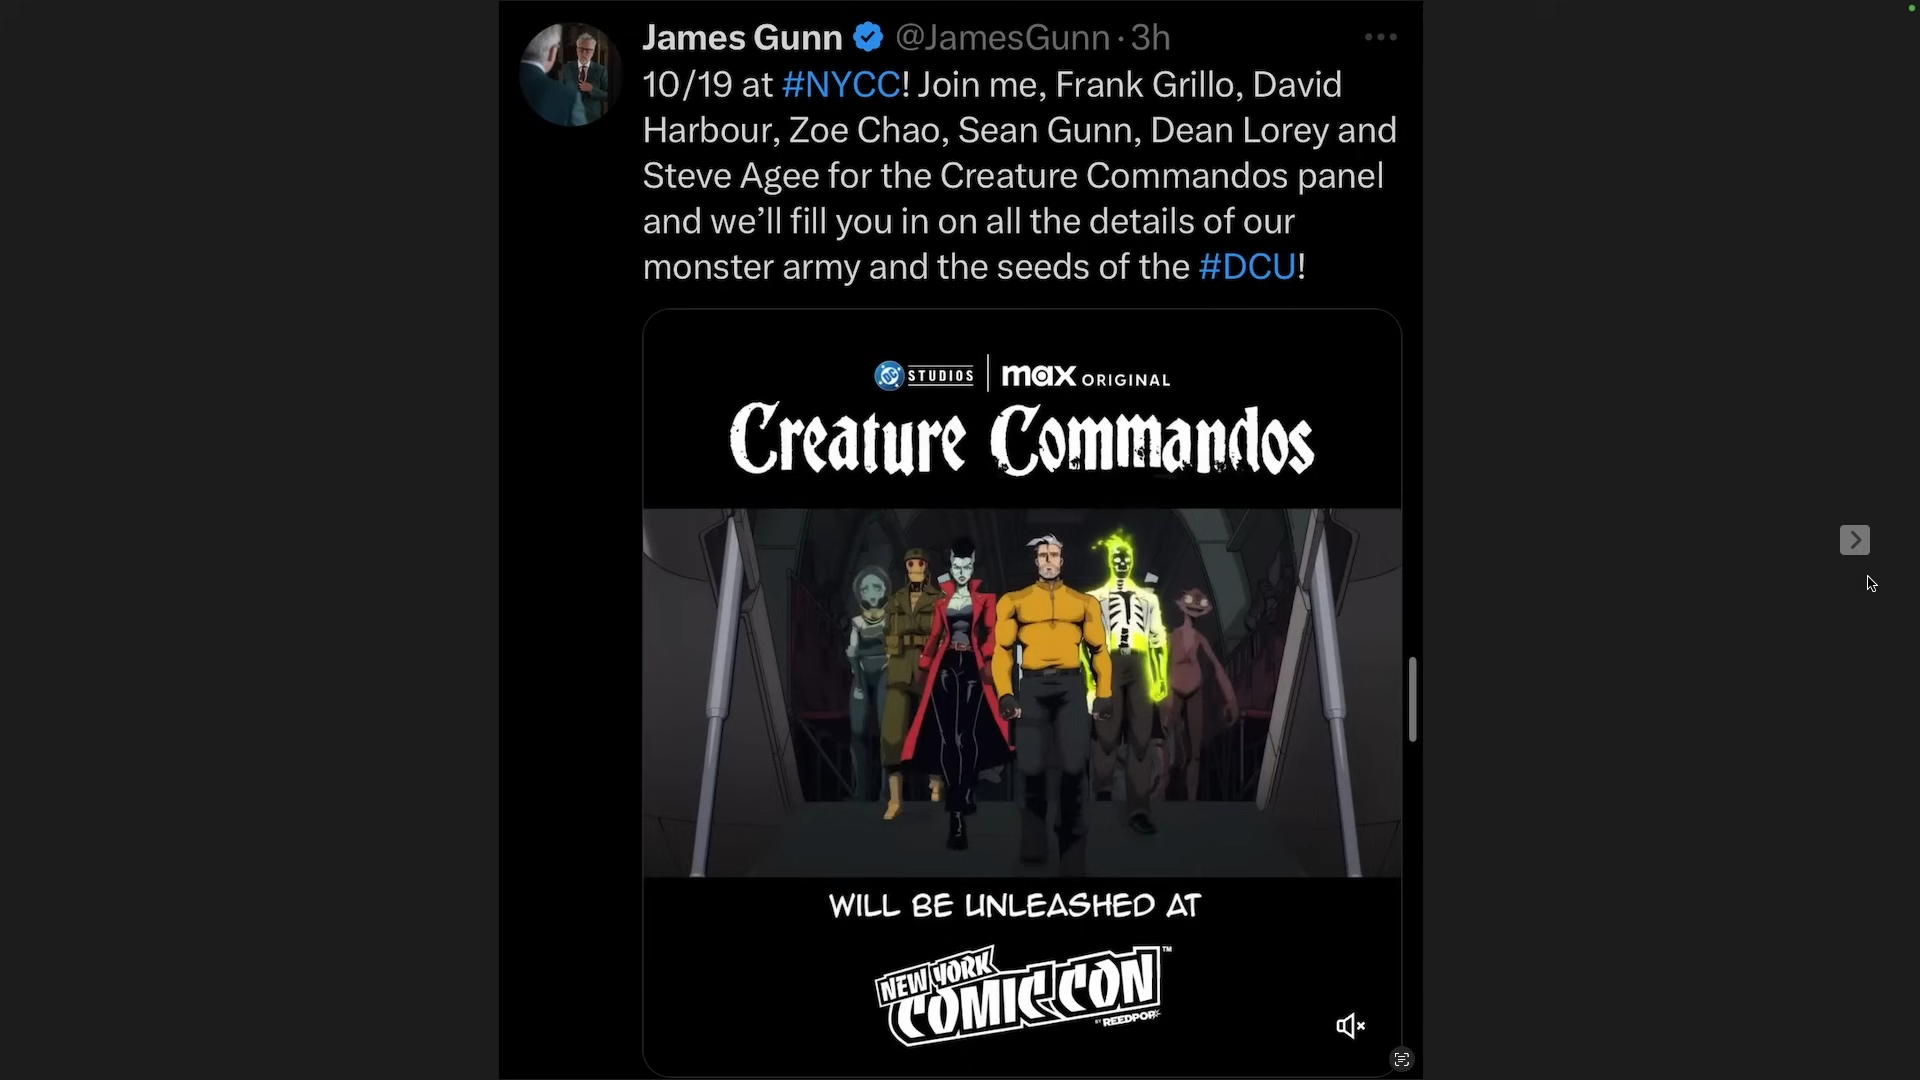 James Gunn @JamesGunn · 3h
10/19 at #NYCC! Join me, Frank Grillo, David
Harbour, Zoe Chao, Sean Gunn, Dean Lorey and
Steve Agee for the Creature Commandos panel
and we’ll fill you in on all the details of our
monster army and the seeds of the #DCU!
DC STUDIOS | max ORIGINAL
Creature Commandos
WILL BE UNLEASHED AT
NEW YORK
COMIC CON™
BY REEDPOP